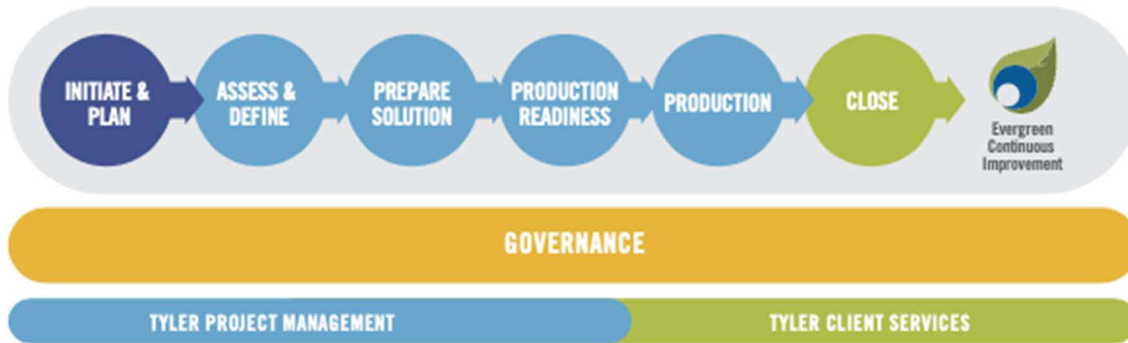 INITIATE &
PLAN
ASSESS &
DEFINE
PREPARE
SOLUTION
PRODUCTION
READINESS
PRODUCTION
CLOSE
Evergreen
Continuous
Improvement
GOVERNANCE
TYLER PROJECT MANAGEMENT
TYLER CLIENT SERVICES